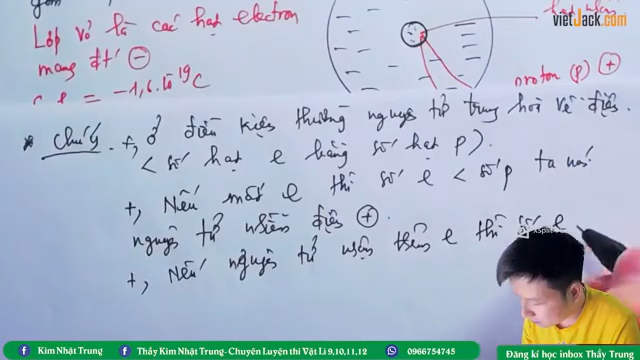 vietJack.com
Lớp vỏ là các hạt electron
mang đt ⊖
= -1,6.10⁻¹⁹C
proton (p) ⊕
* Chú ý. +, ở điều kiện thường nguyên tử trung hoà về điện.
< số hạt e bằng số hạt p).
+, Nếu mất e thì số e < số p ta nói
nguyên tử nhiễm điện ⊕.
+, Nếu nguyên tử nhận thêm e thì số e
XSplit
Kim Nhật Trung
Thầy Kim Nhật Trung- Chuyên Luyện thi Vật Lí 9,10,11,12
0966754745
Đăng kí học inbox Thầy Trung